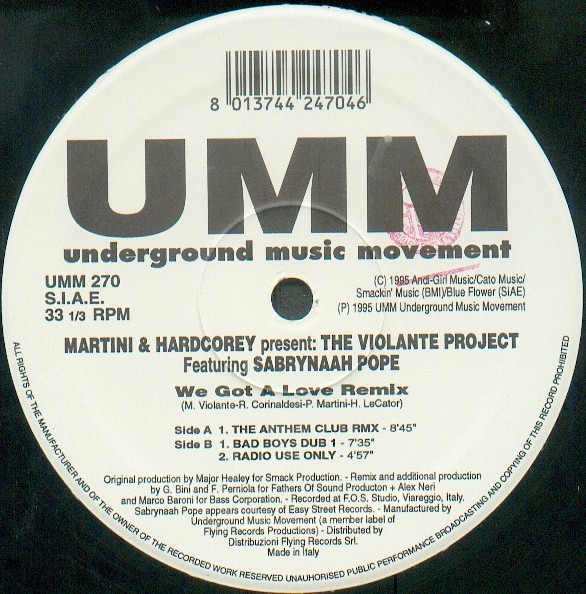 8 013744 247046
UMM
underground music movement
UMM 270
S.I.A.E.
33 1/3 RPM
(C) 1995 Andi-Girl Music/Cato Music/
Smackin' Music (BMI)/Blue Flower (SIAE)
(P) 1995 UMM Underground Music Movement
MARTINI & HARDCOREY present: THE VIOLANTE PROJECT
Featuring SABRYNAAH POPE
We Got A Love Remix
(M. Violante-R. Corinaldesi-P. Martini-H. LeCator)
Side A 1. THE ANTHEM CLUB RMX - 8'45"
Side B 1. BAD BOYS DUB 1 - 7'35"
2. RADIO USE ONLY - 4'57"
Original production by Major Healey for Smack Production. - Remix and additional production
by G. Bini and F. Perniola for Fathers Of Sound Producton + Alex Neri
and Marco Baroni for Bass Corporation. - Recorded at F.O.S. Studio, Viareggio, Italy.
Sabrynaah Pope appears courtesy of Easy Street Records. - Manufactured by
Underground Music Movement (a member label of
Flying Records Productions) - Distributed by
Distribuzioni Flying Records Srl.
Made in Italy
ALL RIGHTS OF THE MANUFACTURER AND OF THE OWNER OF THE RECORDED WORK RESERVED UNAUHORISED PUBLIC PERFORMANCE BROADCASTING AND COPYING OF THIS RECORD PROHIBITED